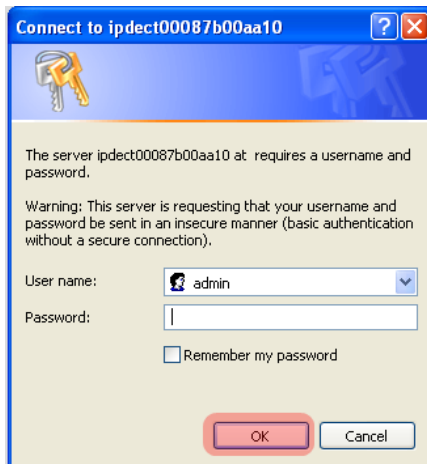 Connect to ipdect00087b00aa10
The server ipdect00087b00aa10 at  requires a username and
password.
Warning: This server is requesting that your username and
password be sent in an insecure manner (basic authentication
without a secure connection).
User name:
admin
Password:
Remember my password
OK
Cancel